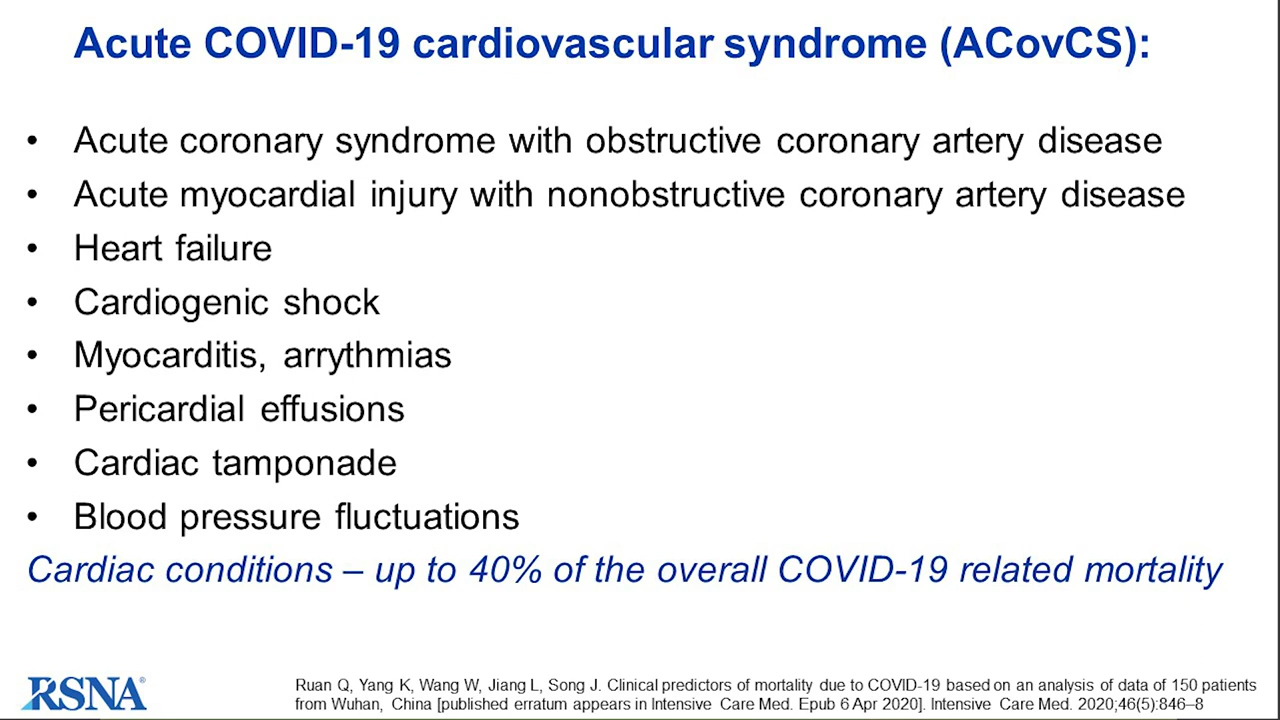 Acute COVID-19 cardiovascular syndrome (ACovCS):
• Acute coronary syndrome with obstructive coronary artery disease
• Acute myocardial injury with nonobstructive coronary artery disease
• Heart failure
• Cardiogenic shock
• Myocarditis, arrythmias
• Pericardial effusions
• Cardiac tamponade
• Blood pressure fluctuations
Cardiac conditions – up to 40% of the overall COVID-19 related mortality
RSNA®
Ruan Q, Yang K, Wang W, Jiang L, Song J. Clinical predictors of mortality due to COVID-19 based on an analysis of data of 150 patients
from Wuhan, China [published erratum appears in Intensive Care Med. Epub 6 Apr 2020]. Intensive Care Med. 2020;46(5):846–8